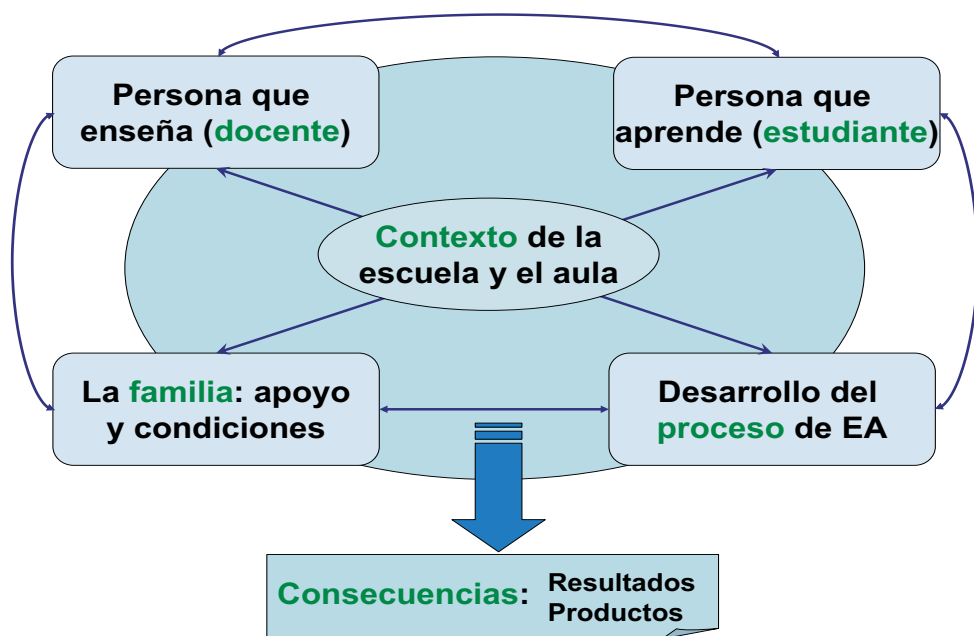 Persona que
enseña (docente)
Persona que
aprende (estudiante)
Contexto de la
escuela y el aula
La familia: apoyo
y condiciones
Desarrollo del
proceso de EA
Consecuencias: Resultados
Productos